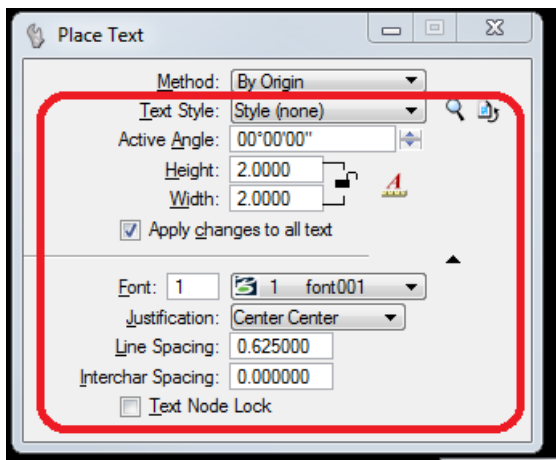 Place Text
Method: By Origin
Text Style: Style (none)
Active Angle: 00°00'00"
Height: 2.0000
Width: 2.0000
Apply changes to all text
Font: 1 1 font001
Justification: Center Center
Line Spacing: 0.625000
Interchar Spacing: 0.000000
Text Node Lock